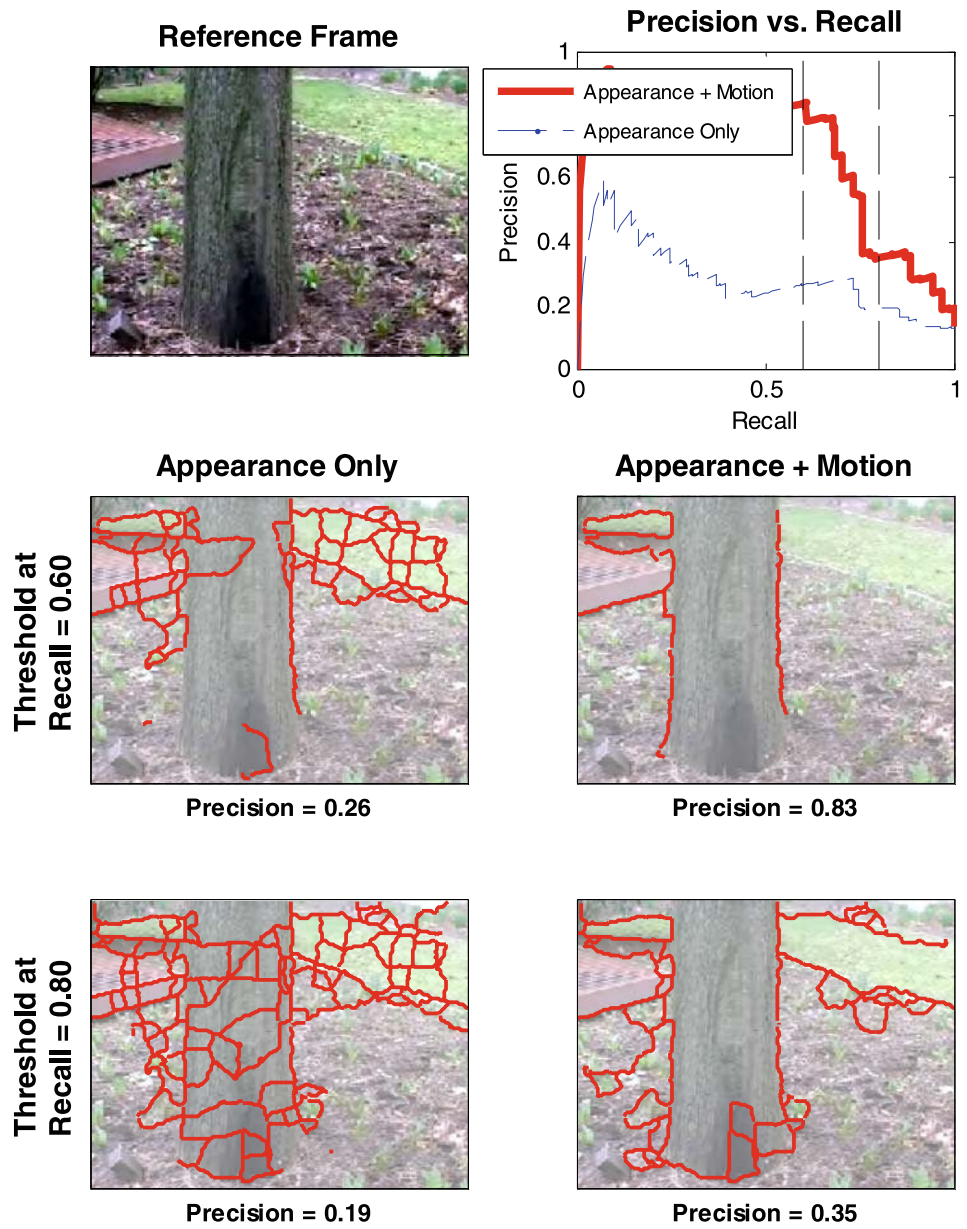 Reference Frame
Precision vs. Recall
1
Appearance + Motion
Appearance Only
0.6
0.4
0.2
0
Precision
0
0.5
1
Recall
Appearance Only
Appearance + Motion
Threshold at
Recall = 0.60
Precision = 0.26
Precision = 0.83
Threshold at
Recall = 0.80
Precision = 0.19
Precision = 0.35